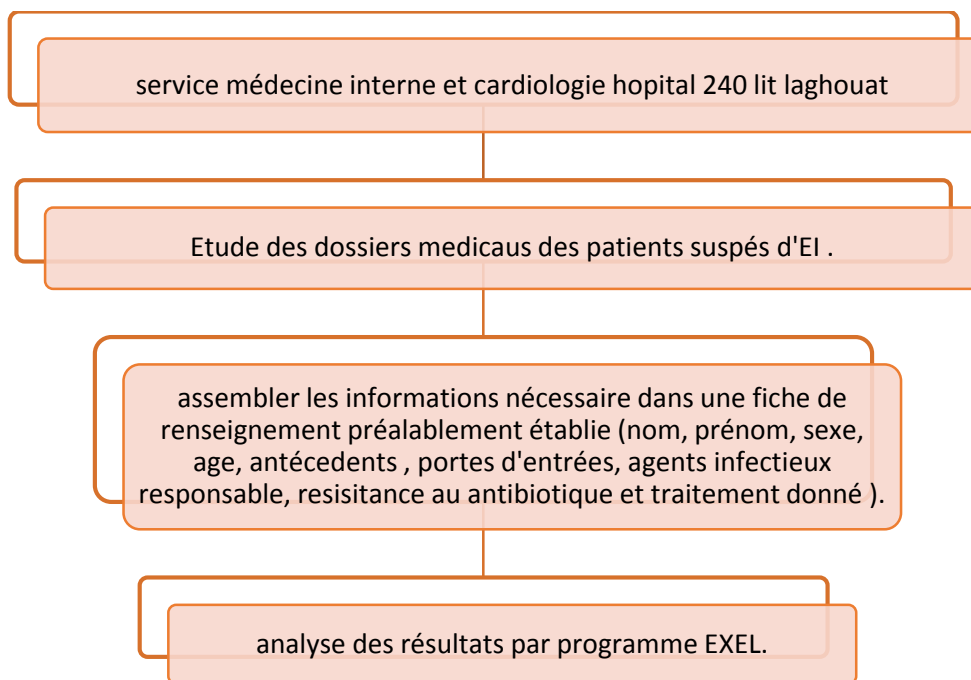 service médecine interne et cardiologie hopital 240 lit laghouat
Etude des dossiers medicaus des patients suspés d'EI .
assembler les informations nécessaire dans une fiche de
renseignement préalablement établie (nom, prénom, sexe,
age, antécedents , portes d'entrées, agents infectieux
responsable, resisitance au antibiotique et traitement donné ).
analyse des résultats par programme EXEL.